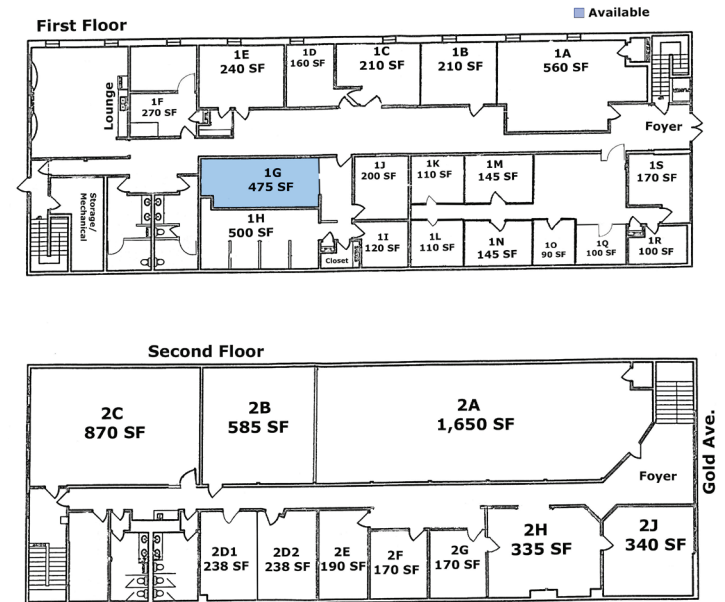 Available
First Floor
1E
240 SF
1D
160 SF
1C
210 SF
1B
210 SF
1A
560 SF
Lounge
1F
270 SF
Foyer
1G
475 SF
1J
200 SF
1K
110 SF
1M
145 SF
1S
170 SF
Storage/
Mechanical
1H
500 SF
Closet
1I
120 SF
1L
110 SF
1N
145 SF
1O
90 SF
1Q
100 SF
1R
100 SF
Second Floor
2C
870 SF
2B
585 SF
2A
1,650 SF
Foyer
Gold Ave.
2D1
238 SF
2D2
238 SF
2E
190 SF
2F
170 SF
2G
170 SF
2H
335 SF
2J
340 SF